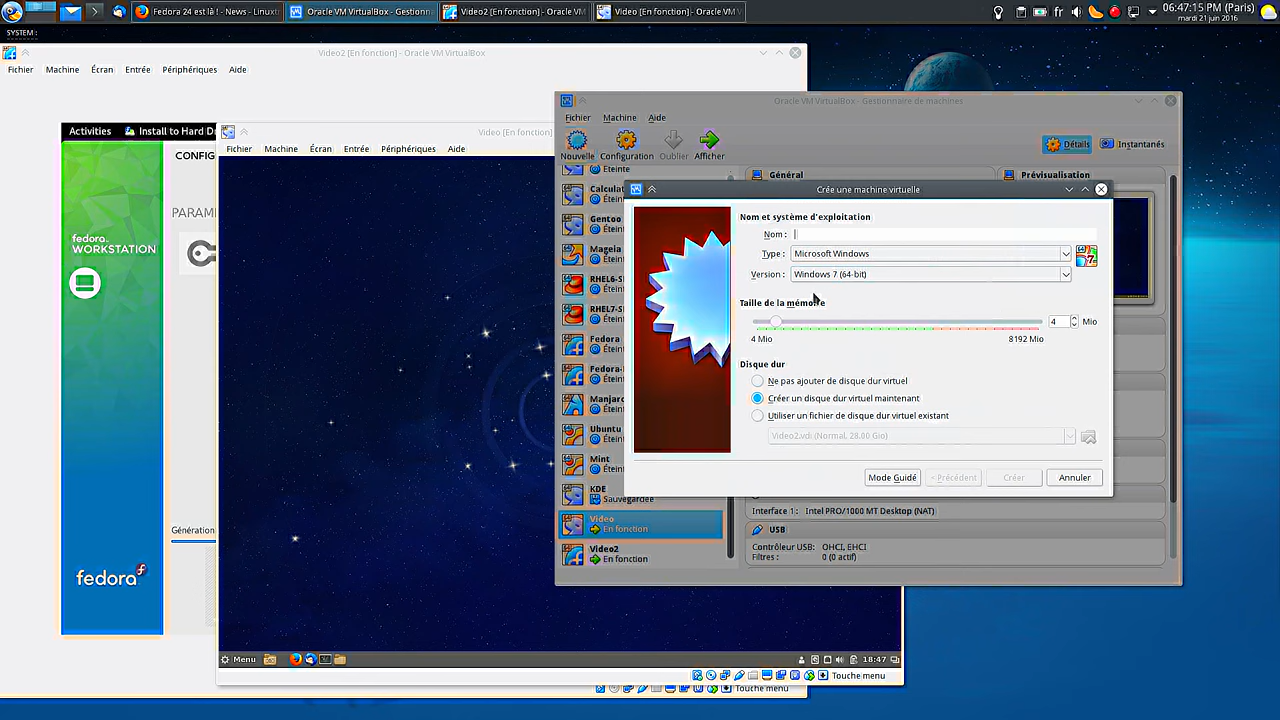 Fedora 24 est là ! - News - Linuxt
Oracle VM VirtualBox - Gestionn
Video2 [En fonction] - Oracle VM
Video [En fonction] - Oracle VM
fr
06:47:15 PM (Paris)
mardi 21 juin 2016
SYSTEM :
Video2 [En fonction] - Oracle VM VirtualBox
Fichier Machine Écran Entrée Périphériques Aide
Activities
Install to Hard D
CONFIG
PARAM
fedora
WORKSTATION
Génération
fedora
Video [En fonction]
Fichier Machine Écran Entrée Périphériques Aide
Menu
18:47
Touche menu
Touche menu
Oracle VM VirtualBox - Gestionnaire de machines
Fichier Machine Aide
Nouvelle Configuration Oublier Afficher
Détails Instantanés
Éteinte
Calculat
Éteint
Gentoo
Éteint
Mageia
Éteint
RHEL6-S
Éteint
RHEL7-S
Éteint
Fedora
Éteint
Fedora-
Éteint
Manjaro
Éteint
Ubuntu
Éteint
Mint
Éteint
KDE
Sauvegardée
Video
En fonction
Video2
En fonction
Général
Prévisualisation
Crée une machine virtuelle
Nom et système d'exploitation
Nom :
Type : Microsoft Windows
Version : Windows 7 (64-bit)
Taille de la mémoire
4 Mio
4 Mio 8192 Mio
Disque dur
Ne pas ajouter de disque dur virtuel
Créer un disque dur virtuel maintenant
Utiliser un fichier de disque dur virtuel existant
Video2.vdi (Normal, 28.00 Gio)
Mode Guidé < Précédent Créer Annuler
Interface 1 : Intel PRO/1000 MT Desktop (NAT)
USB
Contrôleur USB: OHCI, EHCI
Filtres : 0 (0 actif)